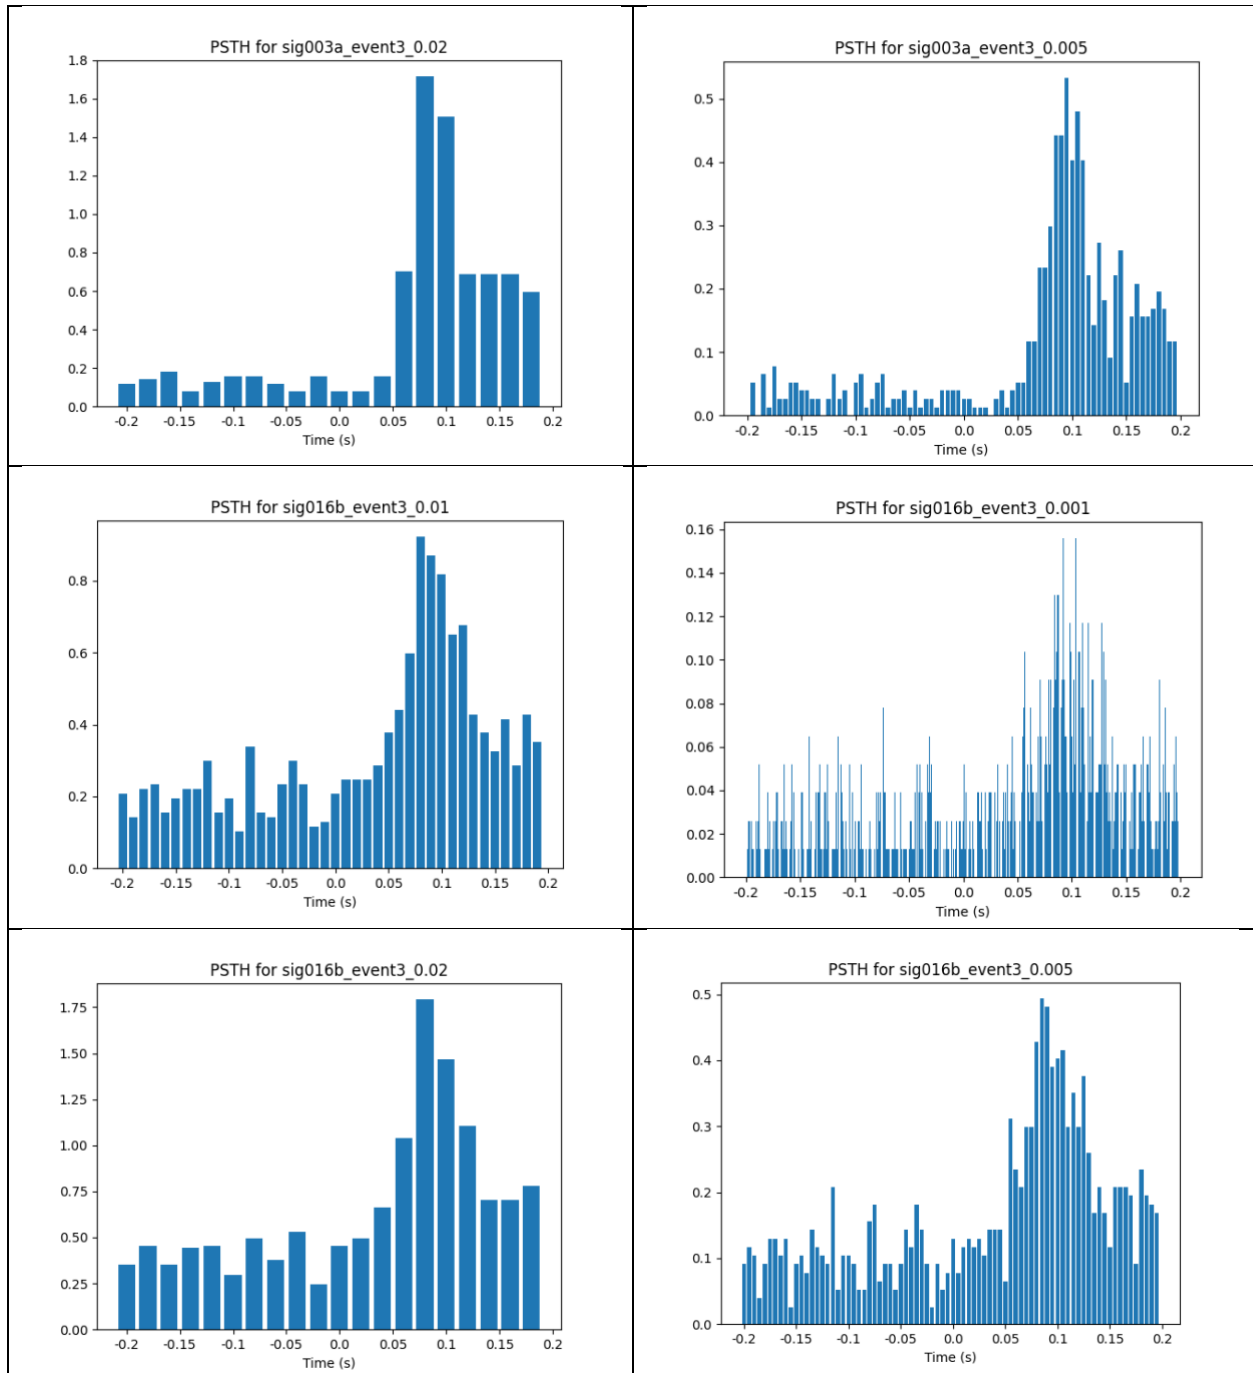 PSTH for sig003a_event3_0.02
1.8
1.6
1.4
1.2
1.0
0.8
0.6
0.4
0.2
0.0
-0.2 -0.15 -0.1 -0.05 0.0 0.05 0.1 0.15 0.2
Time (s)
PSTH for sig003a_event3_0.005
0.5
0.4
0.3
0.2
0.1
0.0
-0.2 -0.15 -0.1 -0.05 0.0 0.05 0.1 0.15 0.2
Time (s)
PSTH for sig016b_event3_0.01
0.8
0.6
0.4
0.2
0.0
-0.2 -0.15 -0.1 -0.05 0.0 0.05 0.1 0.15 0.2
Time (s)
PSTH for sig016b_event3_0.001
0.16
0.14
0.12
0.10
0.08
0.06
0.04
0.02
0.00
-0.2 -0.15 -0.1 -0.05 0.0 0.05 0.1 0.15 0.2
Time (s)
PSTH for sig016b_event3_0.02
1.75
1.50
1.25
1.00
0.75
0.50
0.25
0.00
-0.2 -0.15 -0.1 -0.05 0.0 0.05 0.1 0.15 0.2
Time (s)
PSTH for sig016b_event3_0.005
0.5
0.4
0.3
0.2
0.1
0.0
-0.2 -0.15 -0.1 -0.05 0.0 0.05 0.1 0.15 0.2
Time (s)